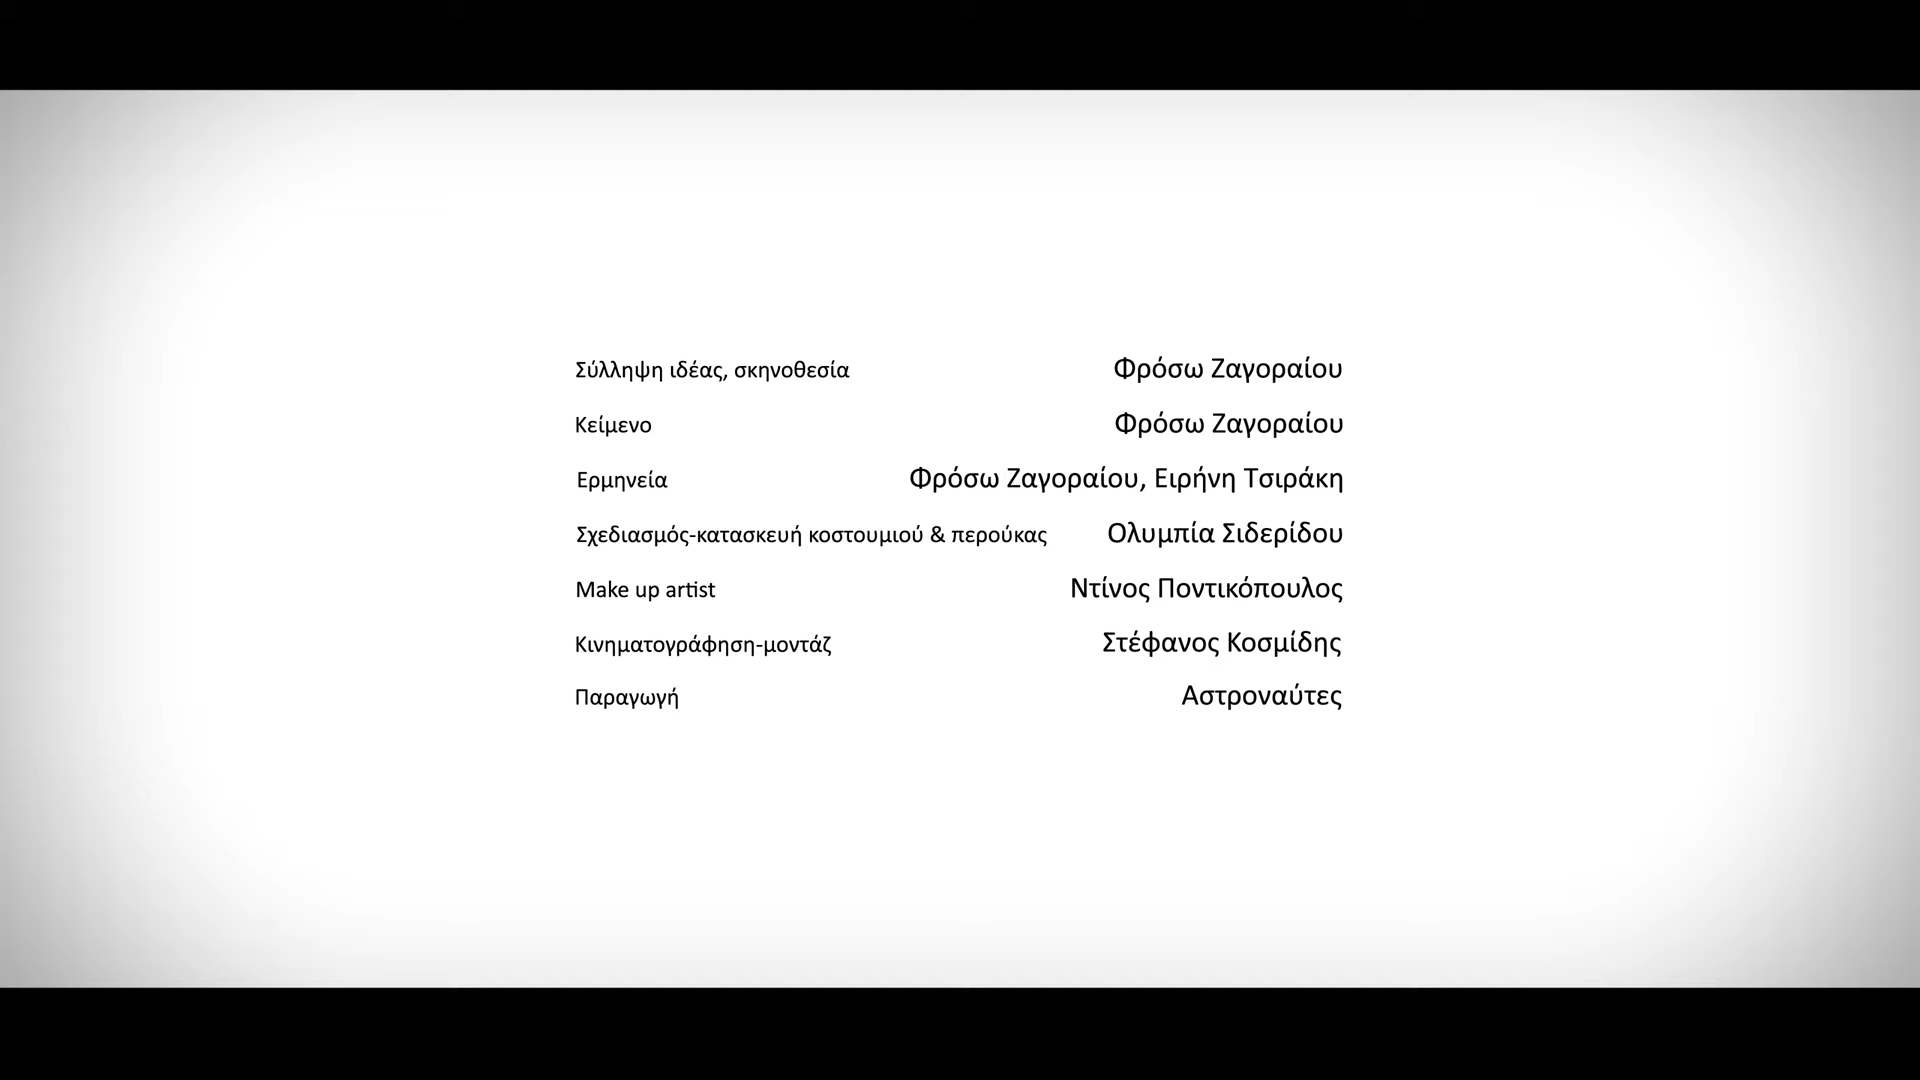 Σύλληψη ιδέας, σκηνοθεσία Φρόσω Ζαγοραίου
Κείμενο Φρόσω Ζαγοραίου
Ερμηνεία Φρόσω Ζαγοραίου, Ειρήνη Τσιράκη
Σχεδιασμός-κατασκευή κοστουμιού & περούκας Ολυμπία Σιδερίδου
Make up artist Ντίνος Ποντικόπουλος
Κινηματογράφηση-μοντάζ Στέφανος Κοσμίδης
Παραγωγή Αστροναύτες